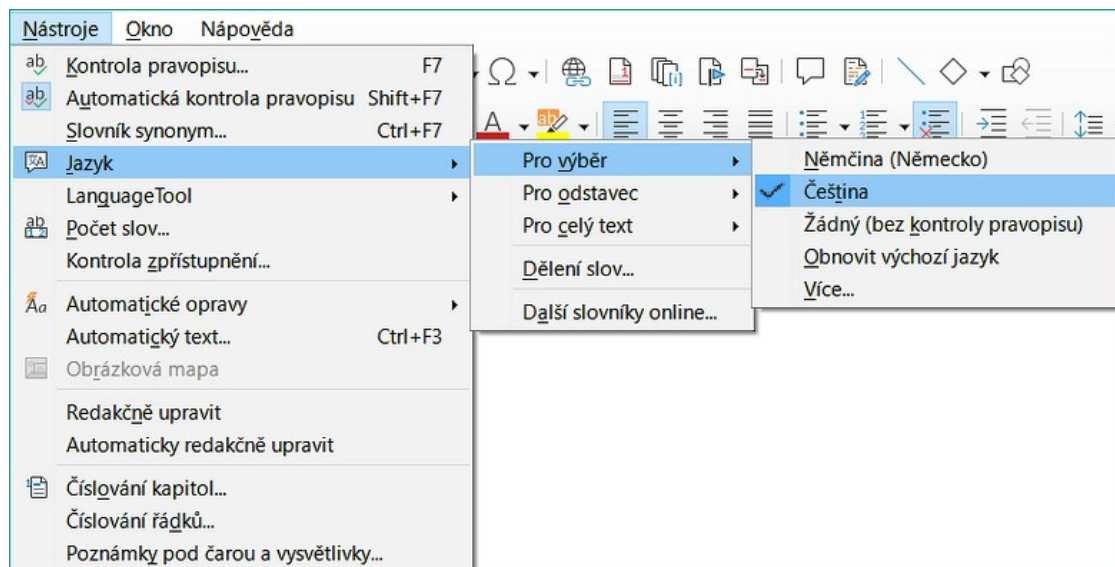 Nástroje Okno Nápověda
Kontrola pravopisu... F7
Automatická kontrola pravopisu Shift+F7
Slovník synonym... Ctrl+F7
Jazyk
LanguageTool
Počet slov...
Kontrola zpřístupnění...
Automatické opravy
Automatický text... Ctrl+F3
Obrázková mapa
Redakčně upravit
Automaticky redakčně upravit
Číslování kapitol...
Číslování řádků...
Poznámky pod čarou a vysvětlivky...
Pro výběr
Pro odstavec
Pro celý text
Dělení slov...
Další slovníky online...
Němčina (Německo)
Čeština
Žádný (bez kontroly pravopisu)
Obnovit výchozí jazyk
Více...